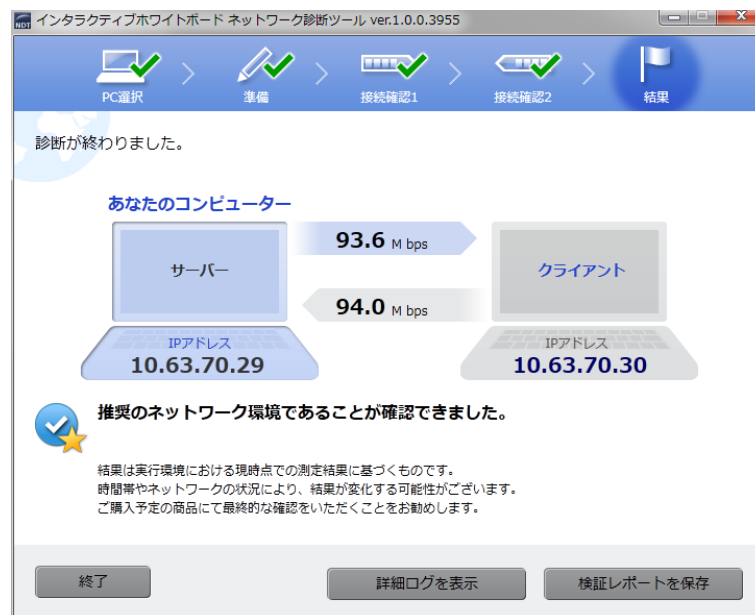 NDT インタラクティブホワイトボード ネットワーク診断ツール ver.1.0.0.3955
PC選択
準備
接続確認1
接続確認2
結果
診断が終わりました。
あなたのコンピューター
サーバー
93.6 M bps
クライアント
94.0 M bps
IPアドレス
10.63.70.29
IPアドレス
10.63.70.30
推奨のネットワーク環境であることが確認できました。
結果は実行環境における現時点での測定結果に基づくものです。
時間帯やネットワークの状況により、結果が変化する可能性がございます。
ご購入予定の商品にて最終的な確認をいただくことをお勧めします。
終了
詳細ログを表示
検証レポートを保存